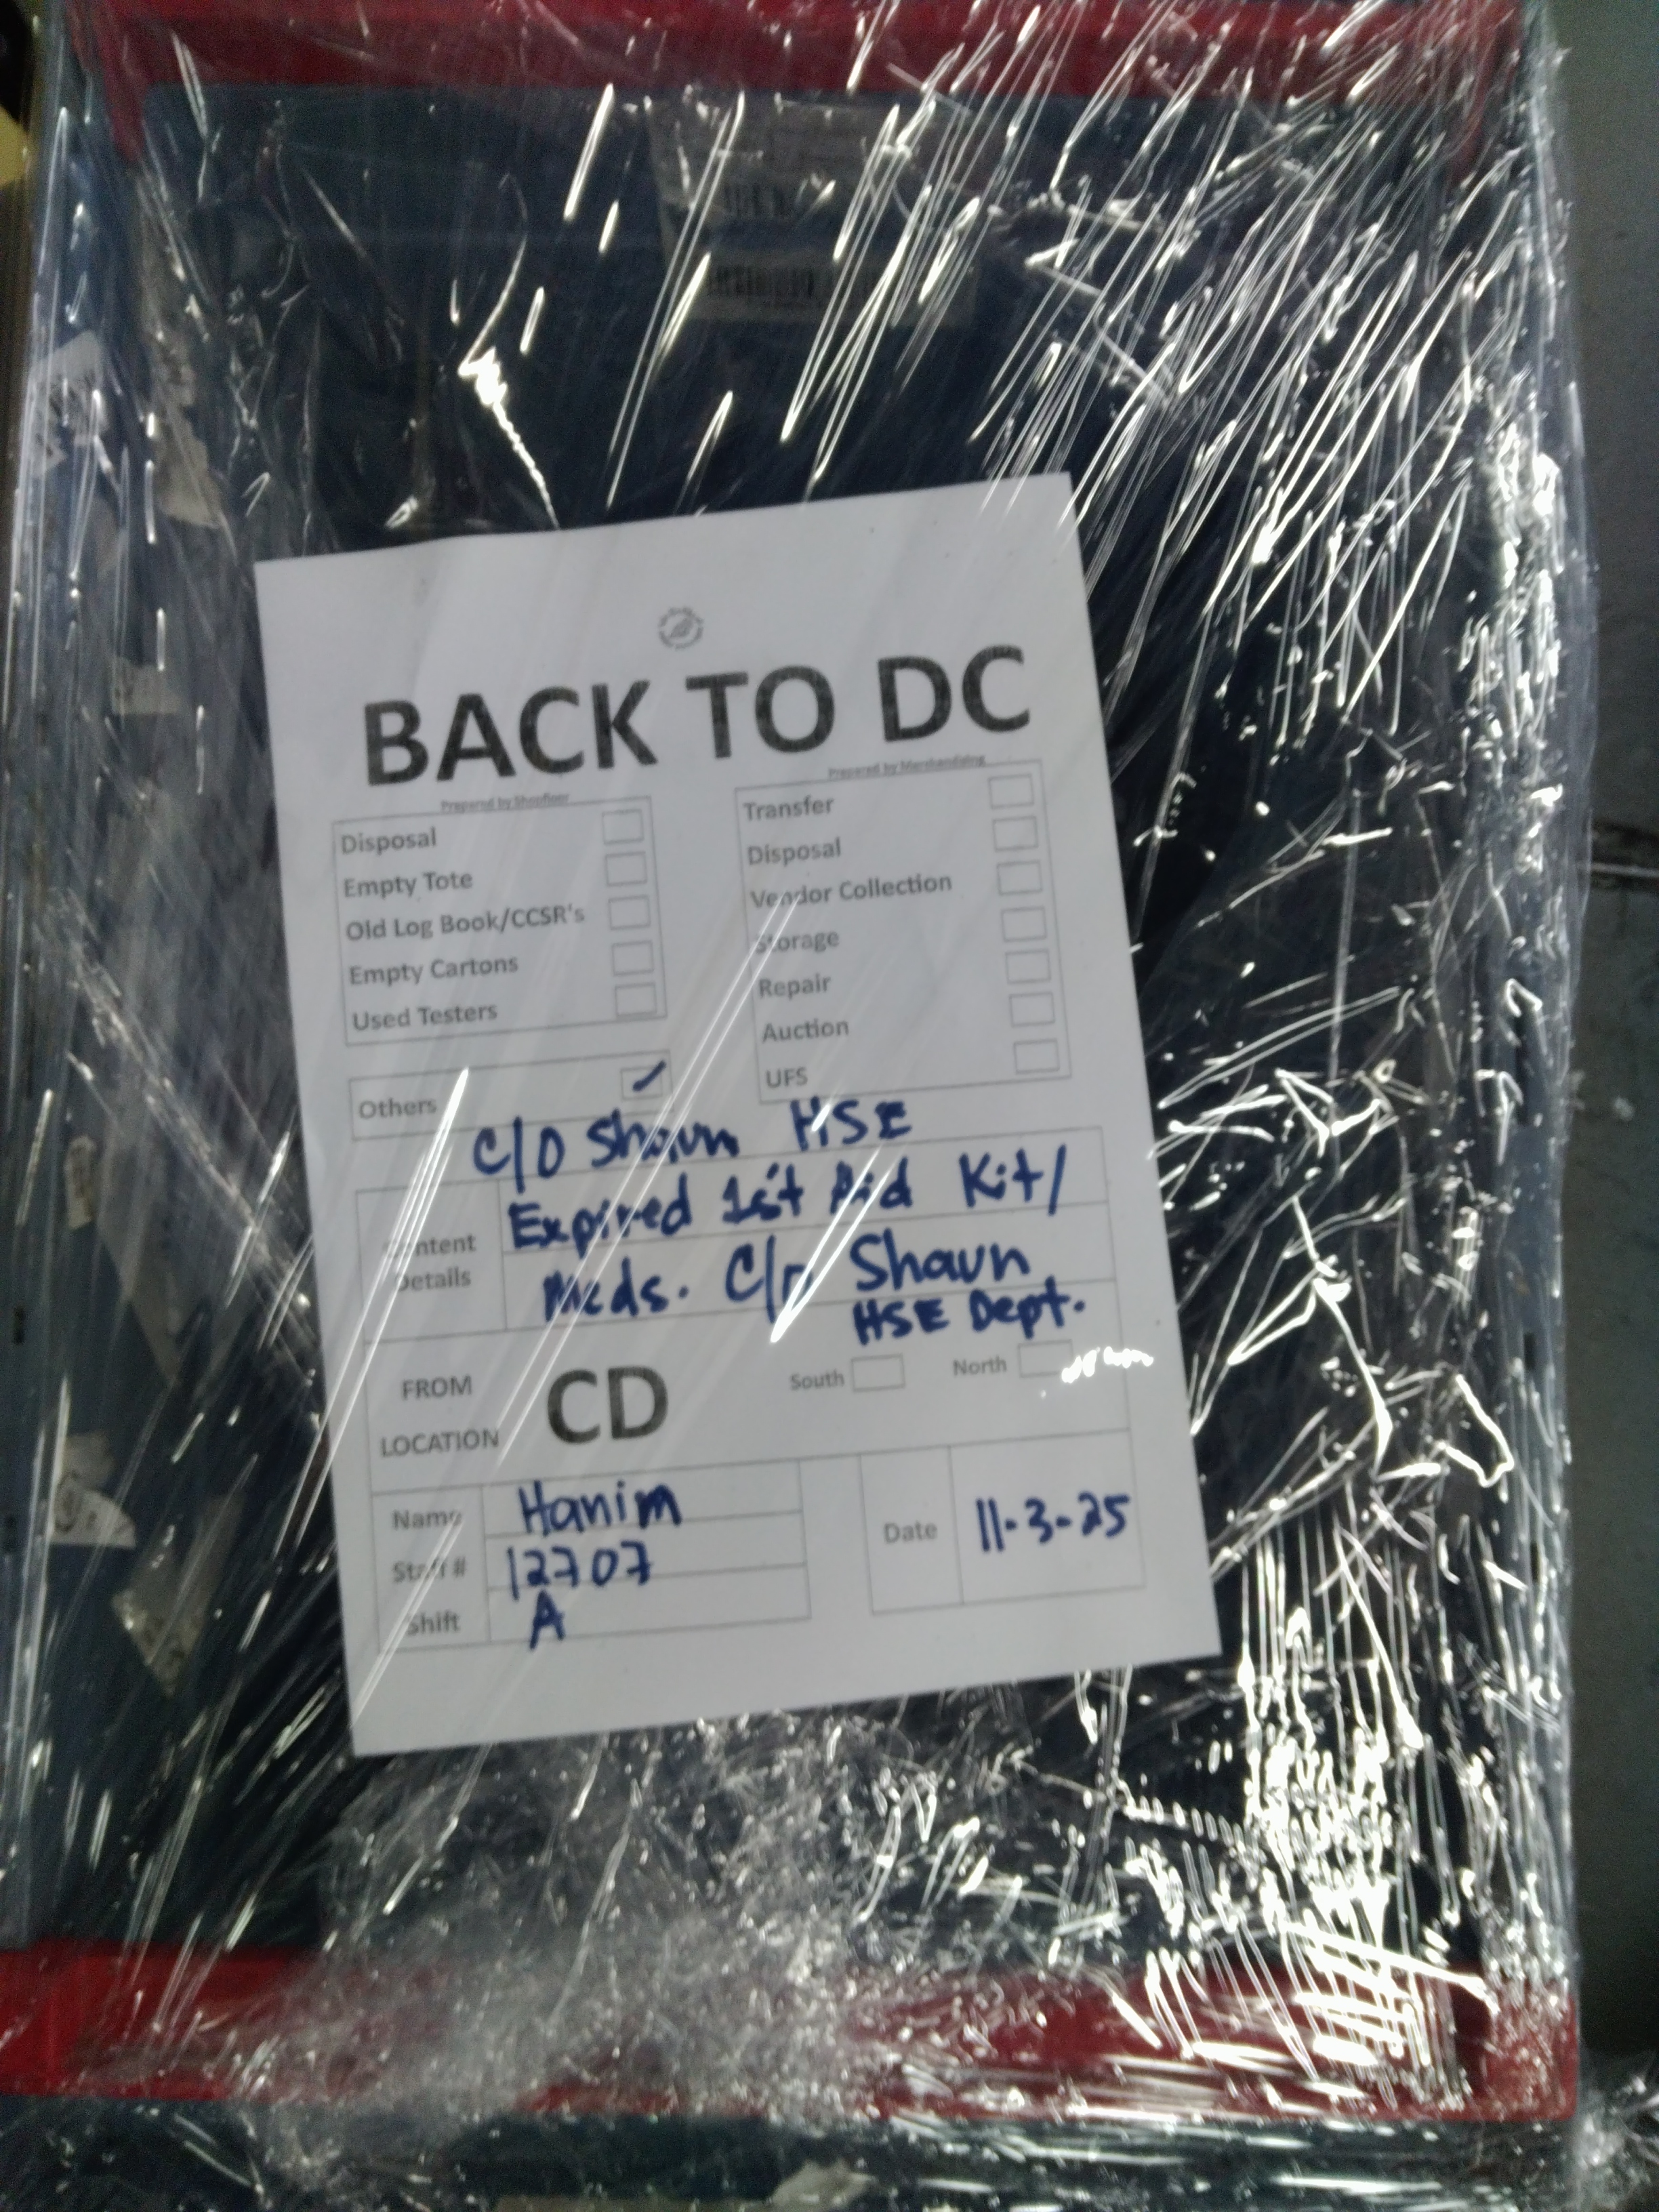 BACK TO DC
Prepared by Shopfloor
Disposal
Empty Tote
Old Log Book/CCSR's
Empty Cartons
Used Testers
Others
Prepared by Merchandising
Transfer
Disposal
Vendor Collection
Storage
Repair
Auction
UFS
C/O Shaun HSE
Content Details
Expired 1st Aid Kit/
Meds. C/O Shaun
HSE Dept.
FROM LOCATION
CD
South
North
Name Hanim
Staff # 12707
Shift A
Date 11-3-25